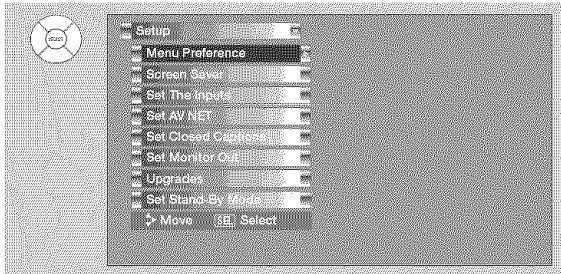 Setup
Menu Preference
Screen Saver
Set The Inputs
Set AV NET
Set Closed Captions
Set Monitor Out
Upgrades
Set Stand-By Mode
Move SEL Select